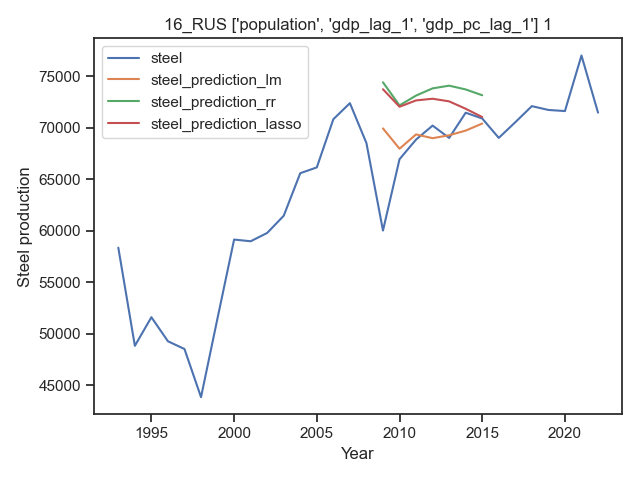 16_RUS ['population', 'gdp_lag_1', 'gdp_pc_lag_1'] 1
steel
steel_prediction_lm
steel_prediction_rr
steel_prediction_lasso
Steel production
75000
70000
65000
60000
55000
50000
45000
1995 2000 2005 2010 2015 2020
Year